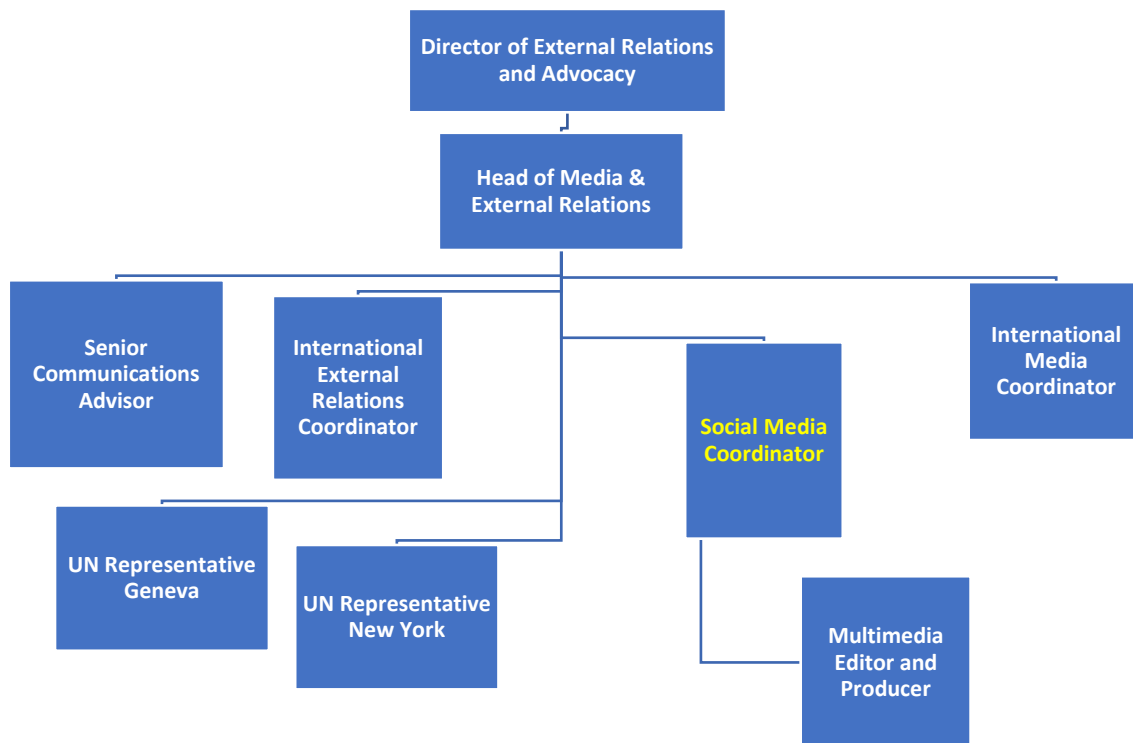 Director of External Relations
and Advocacy
Head of Media &
External Relations
Senior
Communications
Advisor
International
External
Relations
Coordinator
Social Media
Coordinator
International
Media
Coordinator
UN Representative
Geneva
UN Representative
New York
Multimedia
Editor and
Producer